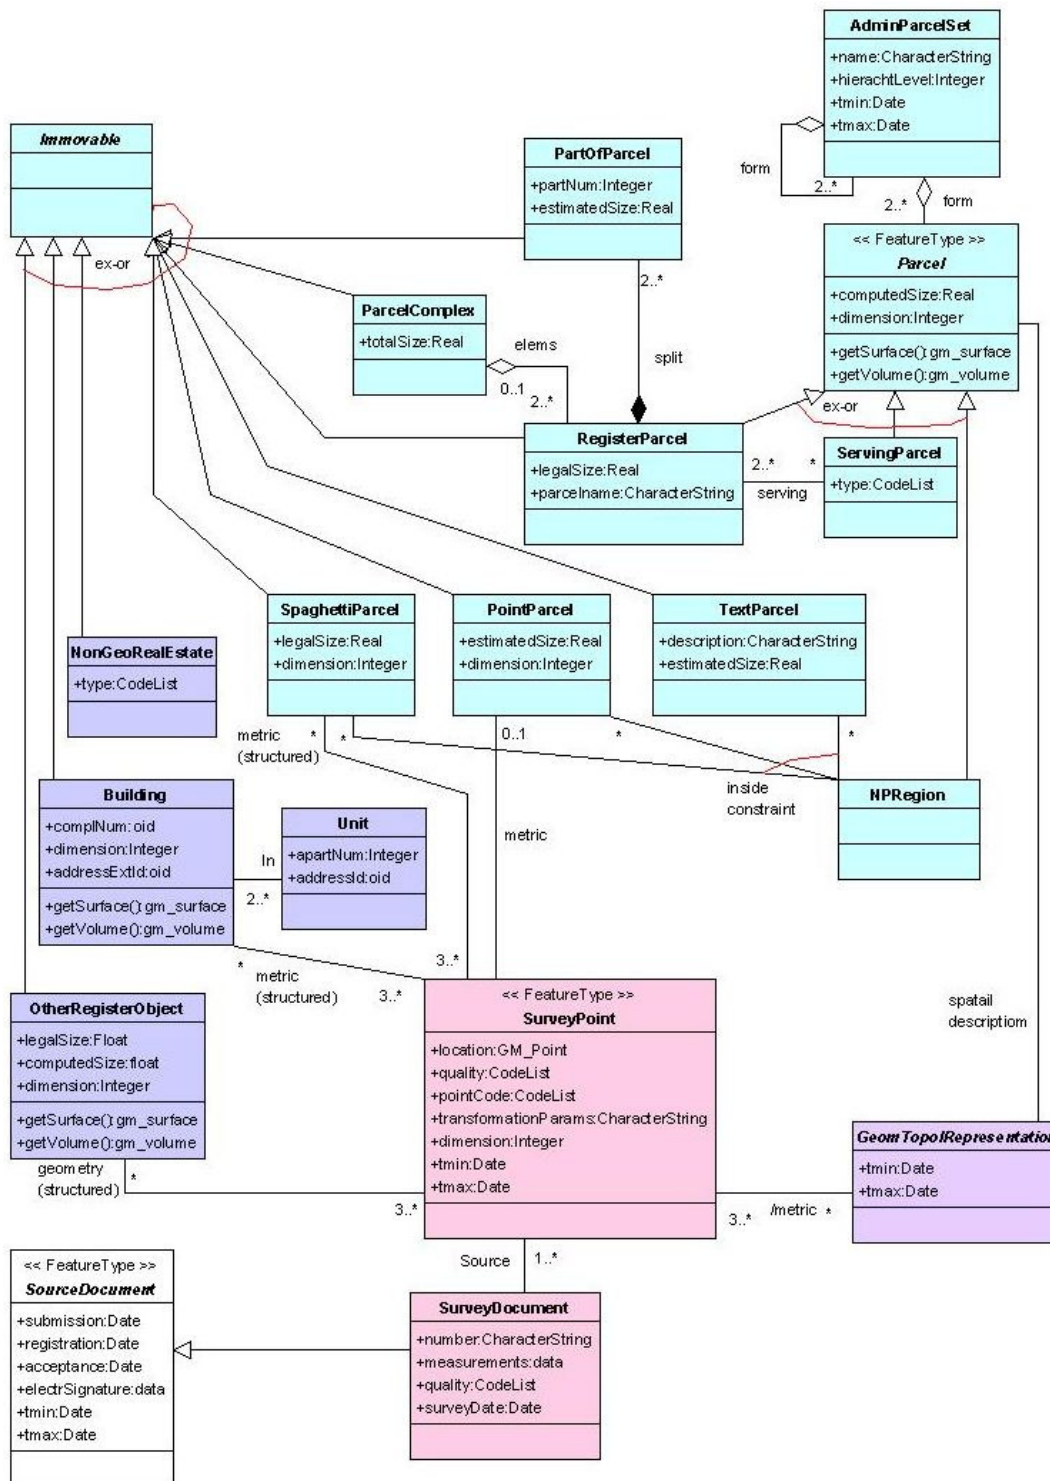 AdminParcelSet
+name:CharacterString
+hierachtLevel:Integer
+tmin:Date
+tmax:Date
form
2..*
2..*
form
Immovable
ex-or
PartOfParcel
+partNum:Integer
+estimatedSize:Real
2..*
split
<< FeatureType >>
Parcel
+computedSize:Real
+dimension:Integer
+getSurface():gm_surface
+getVolume():gm_volume
ex-or
ParcelComplex
+totalSize:Real
elems
0..1
2..*
RegisterParcel
+legalSize:Real
+parcelname:CharacterString
2..*
*
serving
ServingParcel
+type:CodeList
SpaghettiParcel
+legalSize:Real
+dimension:Integer
PointParcel
+estimatedSize:Real
+dimension:Integer
TextParcel
+description:CharacterString
+estimatedSize:Real
NonGeoRealEstate
+type:CodeList
metric
(structured)
*
*
0..1
*
*
inside
constraint
NPRegion
metric
Building
+complNum:oid
+dimension:Integer
+addressExtId:oid
+getSurface():gm_surface
+getVolume():gm_volume
In
2..*
Unit
+apartNum:Integer
+addressId:oid
*
metric
(structured)
3..*
3..*
OtherRegisterObject
+legalSize:Float
+computedSize:float
+dimension:Integer
+getSurface():gm_surface
+getVolume():gm_volume
geometry
(structured)
*
3..*
<< FeatureType >>
SurveyPoint
+location:GM_Point
+quality:CodeList
+pointCode:CodeList
+transformationParams:CharacterString
+dimension:Integer
+tmin:Date
+tmax:Date
spatail
descriptiom
GeomTopolRepresentation
+tmin:Date
+tmax:Date
3..*
/metric
*
Source
1..*
<< FeatureType >>
SourceDocument
+submission:Date
+registration:Date
+acceptance:Date
+electrSignature:data
+tmin:Date
+tmax:Date
SurveyDocument
+number:CharacterString
+measurements:data
+quality:CodeList
+surveyDate:Date